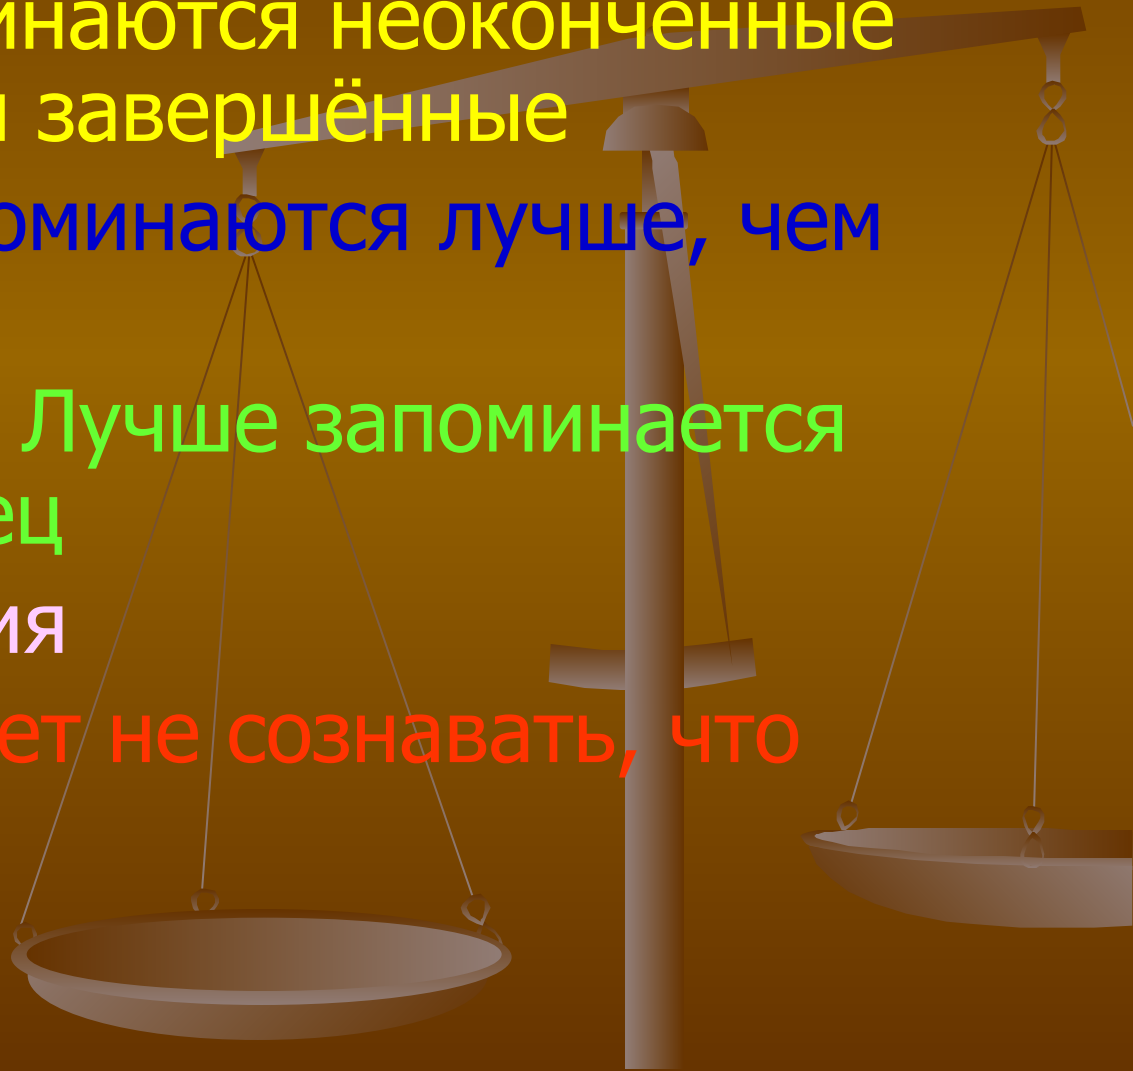 инаются неоконченные
и завершённые
оминаются лучше, чем
Лучше запоминается
ец
ия
ет не сознавать, что